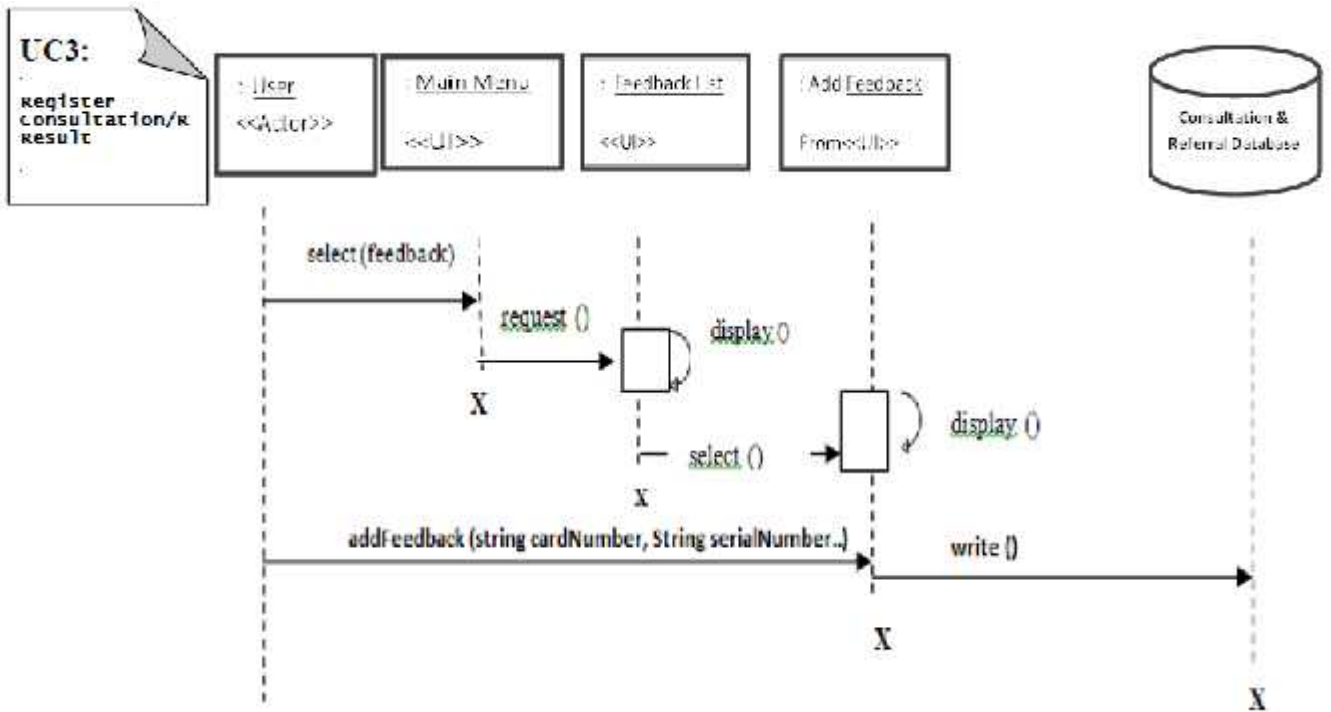 UC3:
Register
consultation/R
Result
: User
<<Actor>>
: Main Menu
<<UI>>
: Feedback List
<<UI>>
: Add Feedback
From<<UI>>
Consultation &
Referral Database
select (feedback)
request ()
display ()
X
display ()
select ()
X
addFeedback (string cardNumber, String serialNumber..)
write ()
X
X